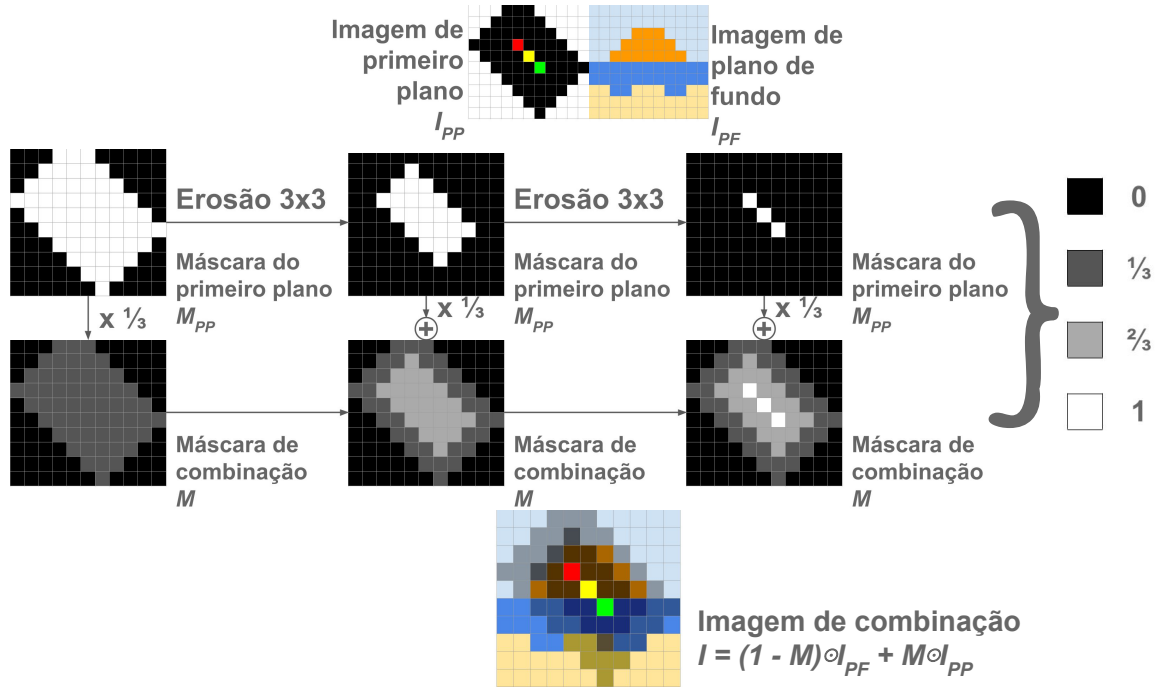 Imagem de
primeiro
plano
I_PP
Imagem de
plano de
fundo
I_PF
Erosão 3x3
Máscara do
primeiro plano
M_PP
Erosão 3x3
Máscara do
primeiro plano
M_PP
Máscara do
primeiro plano
M_PP
x ⅓
x ⅓
x ⅓
+
+
Máscara de
combinação
M
Máscara de
combinação
M
Máscara de
combinação
M
0
⅓
⅔
1
Imagem de combinação
I = (1 - M)⊙I_PF + M⊙I_PP